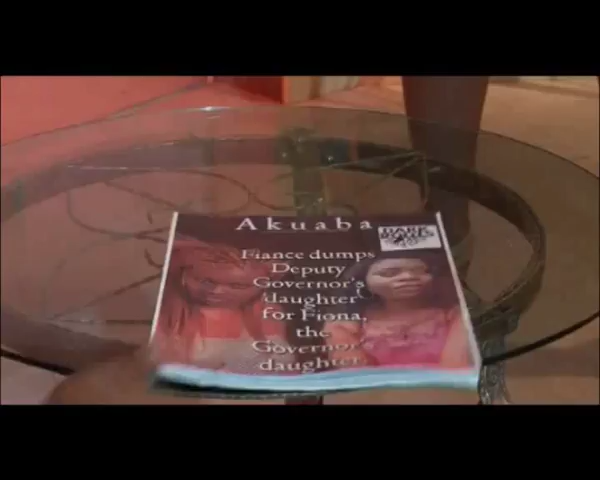 Akuaba
Fiance dumps
Deputy
Governor's
daughter
for Fiona,
the
Governor'
daughter